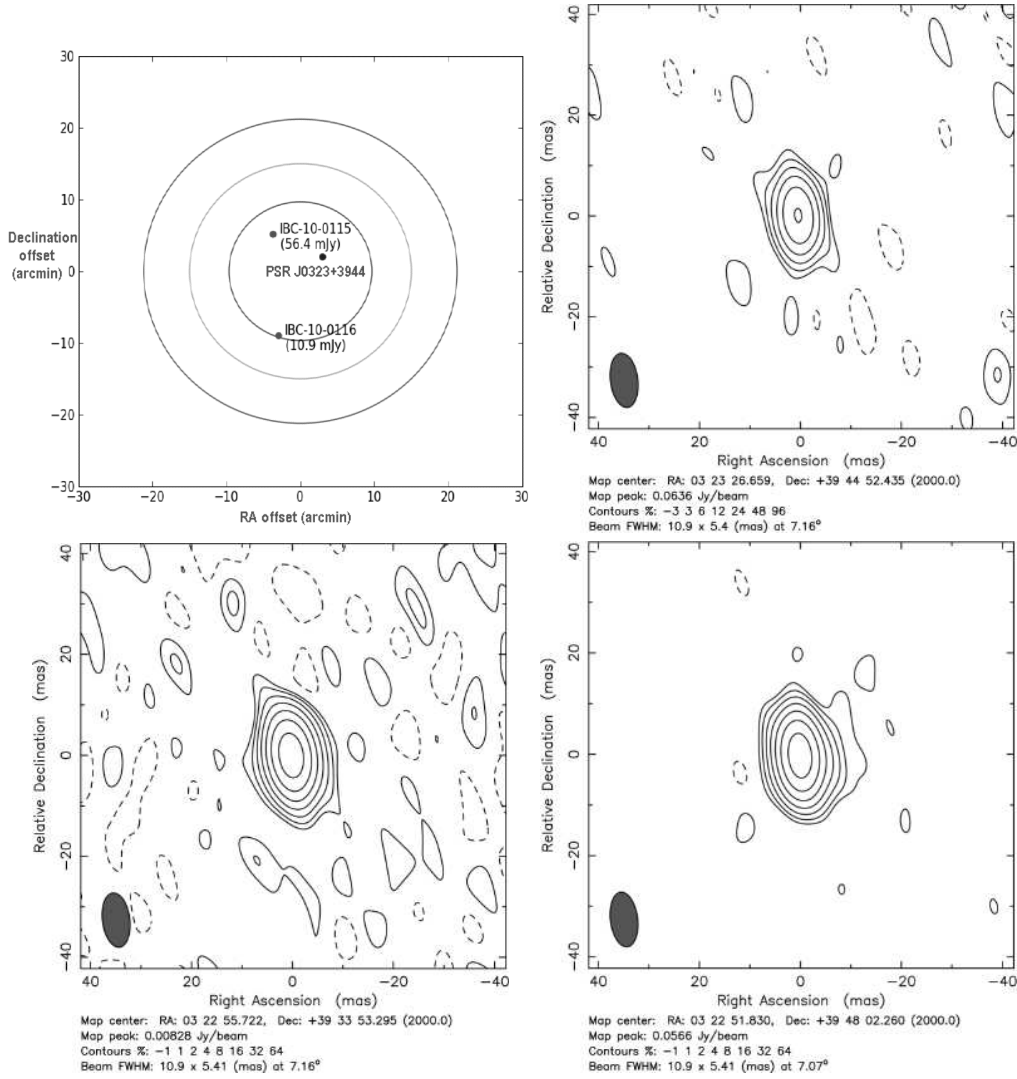 30
20
10
0
−10
−20
−30
−30 −20 −10 0 10 20 30
Declination
offset
(arcmin)
RA offset (arcmin)
IBC-10-0115
(56.4 mJy)
PSR J0323+3944
IBC-10-0116
(10.9 mJy)
Relative Declination (mas)
40
20
0
−20
−40
40 20 0 −20 −40
Right Ascension (mas)
Map center: RA: 03 23 26.659, Dec: +39 44 52.435 (2000.0)
Map peak: 0.0636 Jy/beam
Contours %: −3 3 6 12 24 48 96
Beam FWHM: 10.9 x 5.4 (mas) at 7.16°
Relative Declination (mas)
40
20
0
−20
−40
40 20 0 −20 −40
Right Ascension (mas)
Map center: RA: 03 22 55.722, Dec: +39 33 53.295 (2000.0)
Map peak: 0.00828 Jy/beam
Contours %: −1 1 2 4 8 16 32 64
Beam FWHM: 10.9 x 5.41 (mas) at 7.16°
Relative Declination (mas)
40
20
0
−20
−40
40 20 0 −20 −40
Right Ascension (mas)
Map center: RA: 03 22 51.830, Dec: +39 48 02.260 (2000.0)
Map peak: 0.0566 Jy/beam
Contours %: −1 1 2 4 8 16 32 64
Beam FWHM: 10.9 x 5.41 (mas) at 7.07°